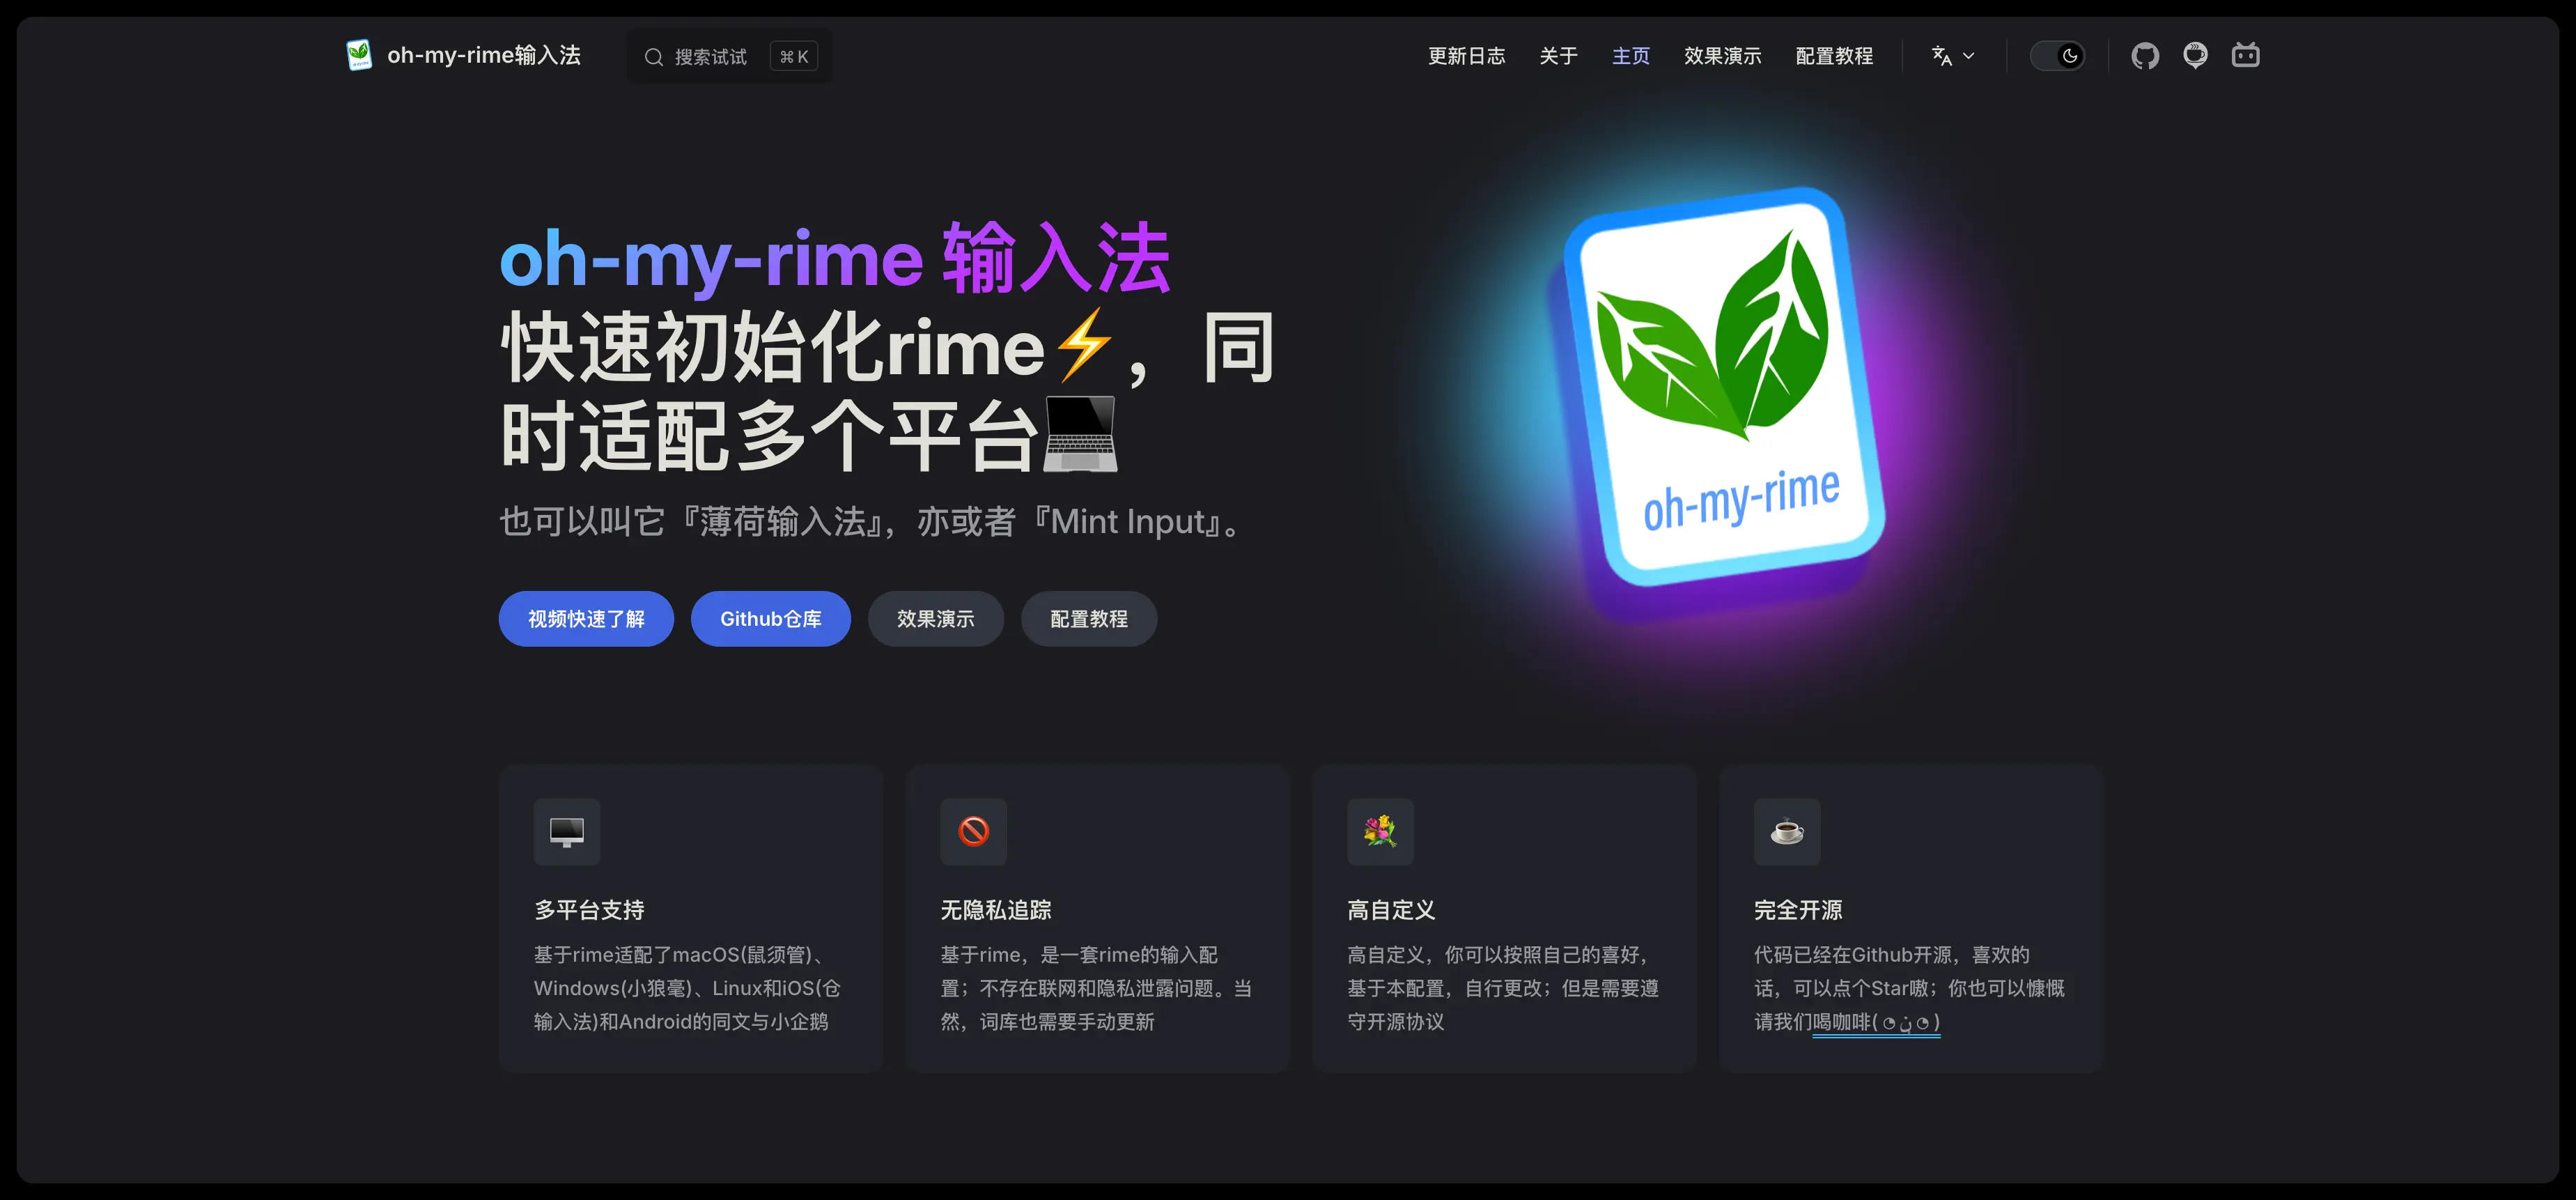 oh-my-rime输入法
搜索试试
⌘ K
更新日志
关于
主页
效果演示
配置教程
oh-my-rime 输入法
快速初始化rime⚡，同
时适配多个平台💻
也可以叫它『薄荷输入法』，亦或者『Mint Input』。
oh-my-rime
视频快速了解
Github仓库
效果演示
配置教程
多平台支持
基于rime适配了macOS(鼠须管)、
Windows(小狼毫)、Linux和iOS(仓
输入法)和Android的同文与小企鹅
无隐私追踪
基于rime，是一套rime的输入配
置；不存在联网和隐私泄露问题。当
然，词库也需要手动更新
高自定义
高自定义，你可以按照自己的喜好，
基于本配置，自行更改；但是需要遵
守开源协议
完全开源
代码已经在Github开源，喜欢的
话，可以点个Star嗷；你也可以慷慨
请我们喝咖啡( ◔ ڼ ◔ )